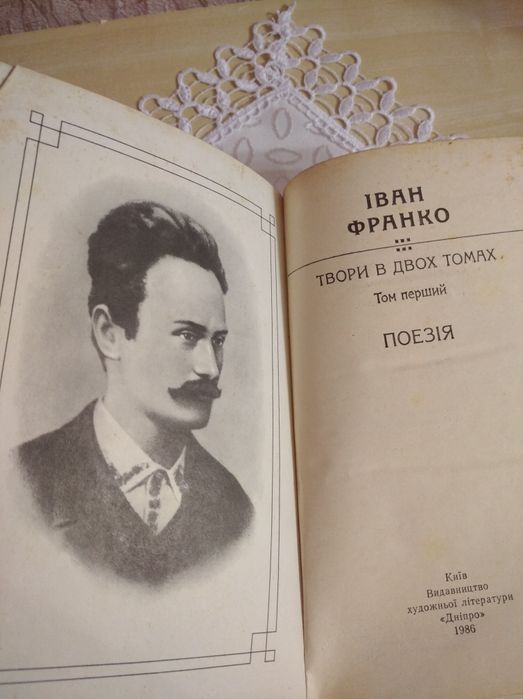 ІВАН
ФРАНКО
ТВОРИ В ДВОХ ТОМАХ
Том перший
ПОЕЗІЯ
Київ
Видавництво
художньої літератури
«Дніпро»
1986